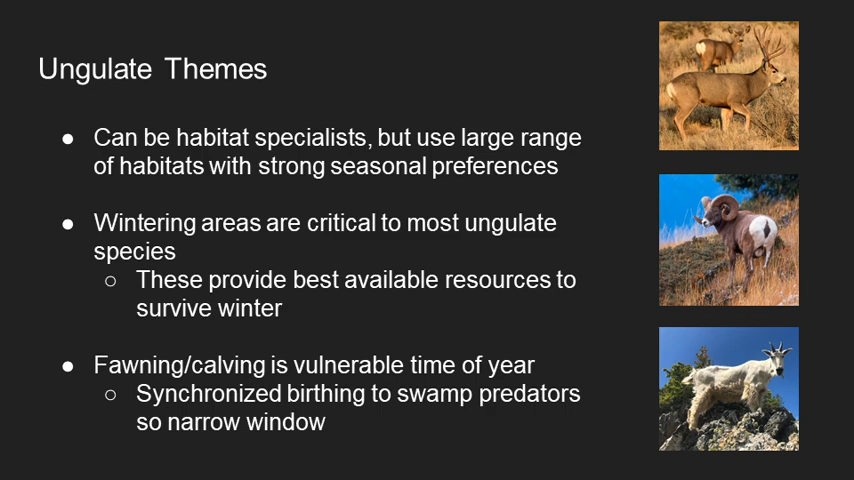 Ungulate Themes
● Can be habitat specialists, but use large range
of habitats with strong seasonal preferences
● Wintering areas are critical to most ungulate
species
○ These provide best available resources to
survive winter
● Fawning/calving is vulnerable time of year
○ Synchronized birthing to swamp predators
so narrow window